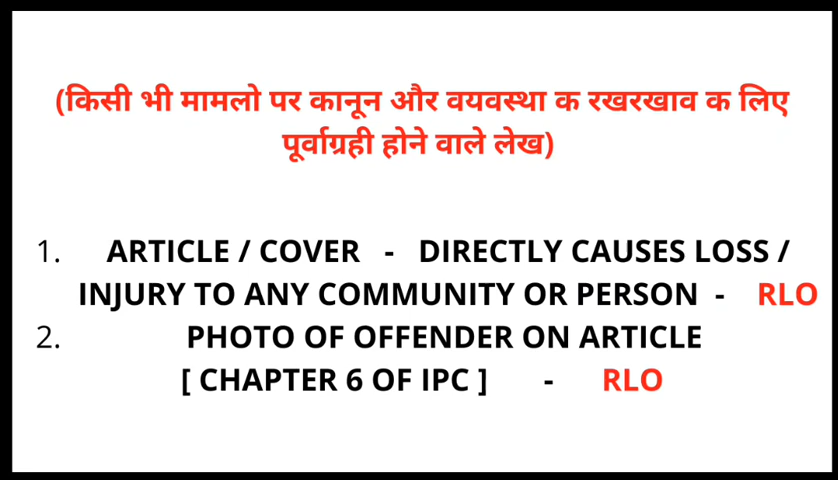 (किसी भी मामलो पर कानून और वयवस्था क रखरखाव क लिए
पूर्वाग्रही होने वाले लेख)
1. ARTICLE / COVER - DIRECTLY CAUSES LOSS /
INJURY TO ANY COMMUNITY OR PERSON - RLO
2. PHOTO OF OFFENDER ON ARTICLE
[ CHAPTER 6 OF IPC ] - RLO